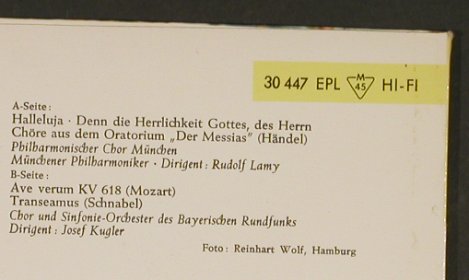 30 447 EPL M 45 HI-FI
A-Seite:
Halleluja · Denn die Herrlichkeit Gottes, des Herrn
Chöre aus dem Oratorium „Der Messias" (Händel)
Philharmonischer Chor München
Münchener Philharmoniker · Dirigent: Rudolf Lamy
B-Seite:
Ave verum KV 618 (Mozart)
Transeamus (Schnabel)
Chor und Sinfonie-Orchester des Bayerischen Rundfunks
Dirigent: Josef Kugler
Foto: Reinhart Wolf, Hamburg